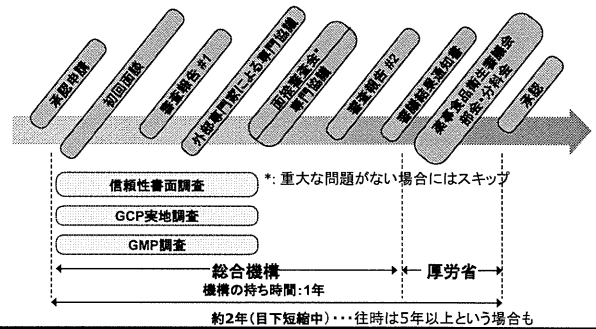 承認申請
初回面談
審査報告 #1
外部専門家による専門協議
面接審査会*
専門協議
審査報告 #2
審議結果通知書
薬事食品衛生審議会
部会・分科会
承認
信頼性書面調査
*: 重大な問題がない場合にはスキップ
GCP実地調査
GMP調査
総合機構
厚労省
機構の持ち時間:1年
約2年(目下短縮中)・・・往時は5年以上という場合も